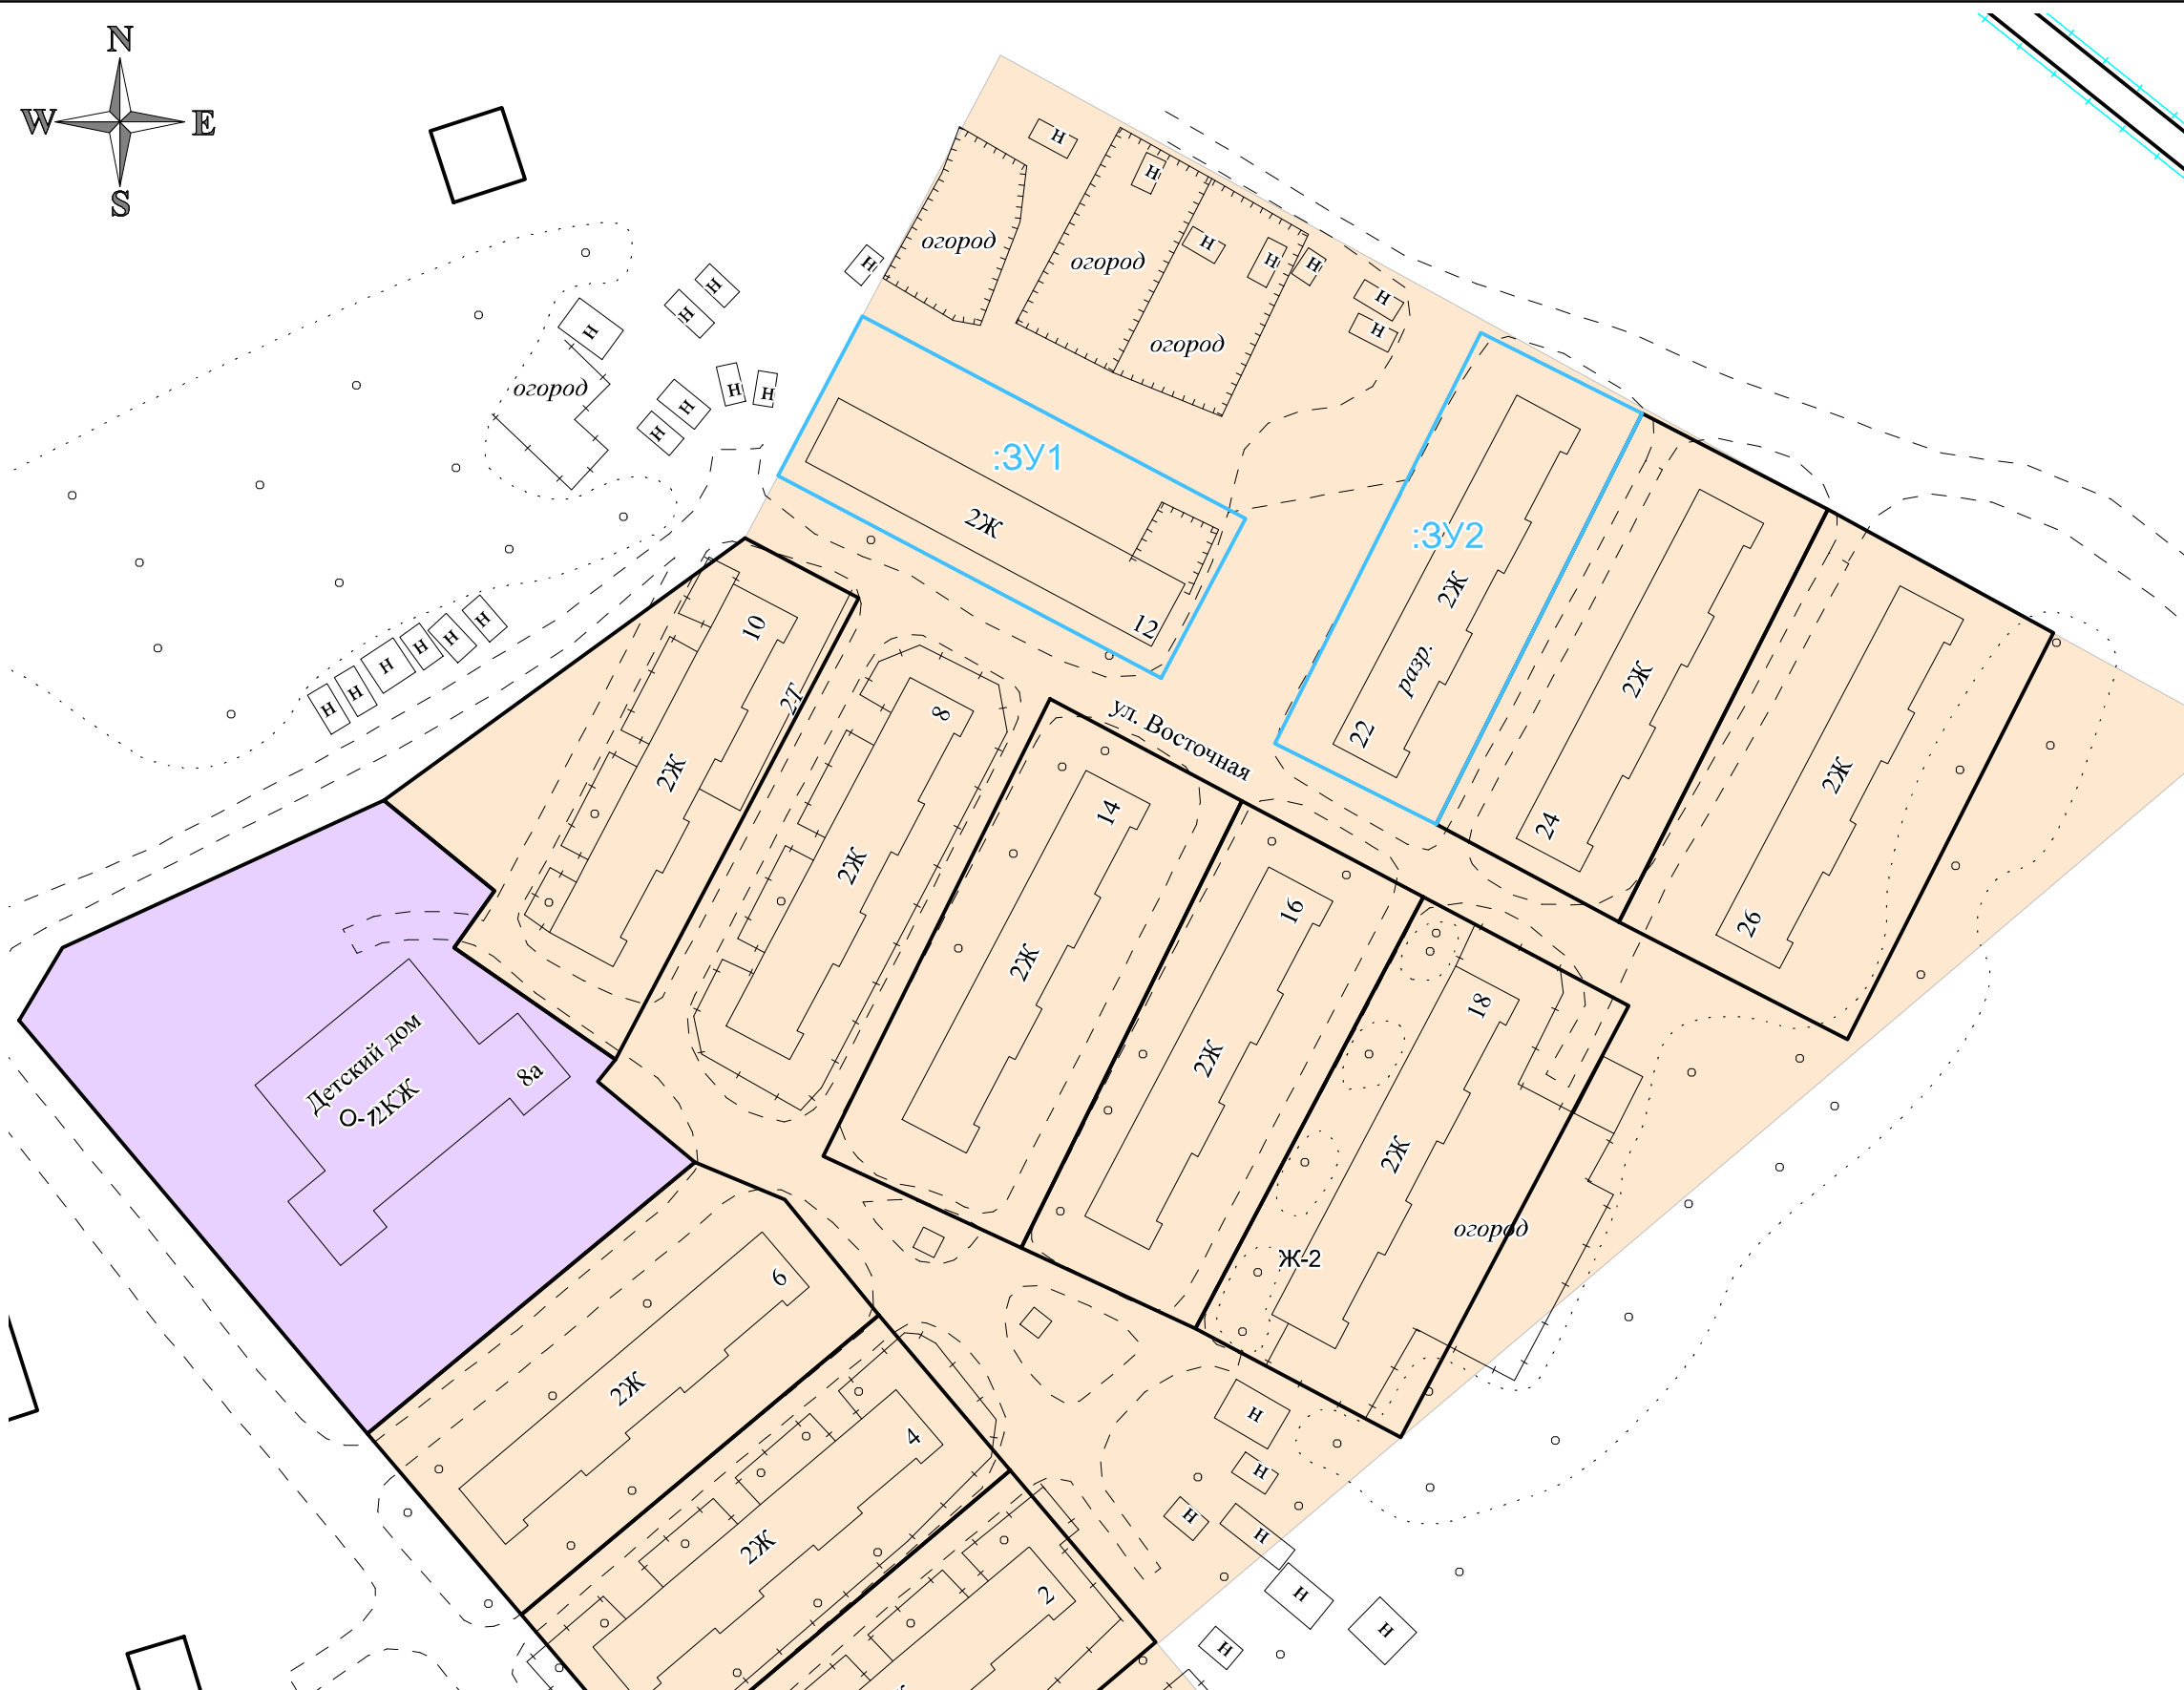 N
W
E
S
н
н
огород
огород
н
н
н
н
н
н
н
огород
н
н
н
огород
н
н
н
н
н
:ЗУ1
2Ж
12
:ЗУ2
2Ж
разр.
22
10
2Т
2Ж
н
н
н
н
н
н
8
2Ж
ул. Восточная
2Ж
24
2Ж
26
14
2Ж
16
2Ж
18
2Ж
огород
Ж-2
Детский дом
8а
6
2Ж
4
2Ж
2
н
н
н
н
н
н
н